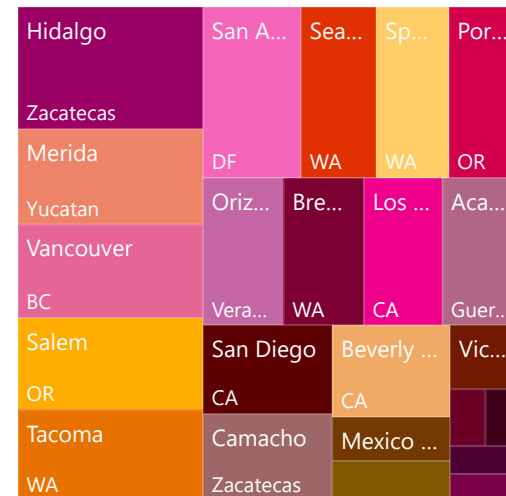 Hidalgo
Zacatecas
Merida
Yucatan
Vancouver
BC
Salem
OR
Tacoma
WA
San A...
DF
Sea...
WA
Sp...
WA
Por...
OR
Oriz...
Vera...
Bre...
WA
Los ...
CA
Aca...
Guer...
San Diego
CA
Beverly ...
CA
Vic...
Camacho
Zacatecas
Mexico ...